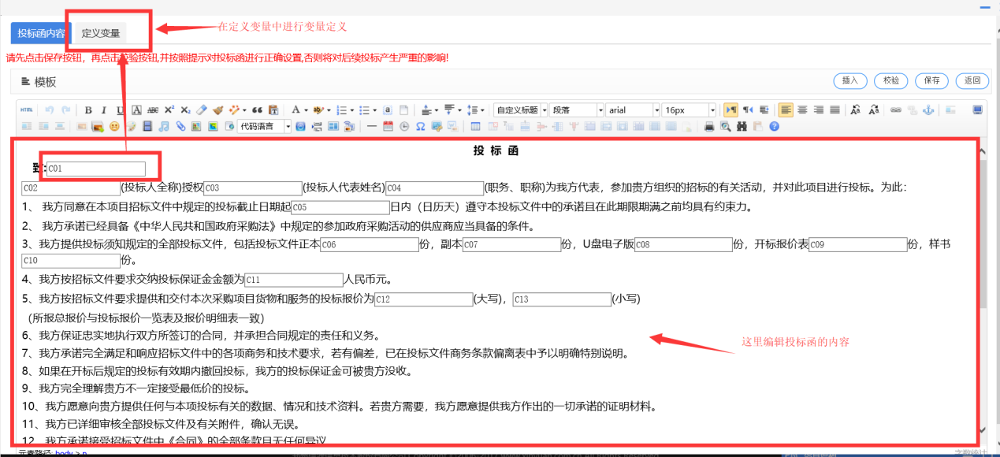 投标函内容 定义变量
在定义变量中进行变量定义
请先点击保存按钮，再点击校验按钮,并按照提示对投标函进行正确设置,否则将对后续投标产生严重的影响!
模板 插入 校验 保存 返回
HTML B I U ABC 自定义标题 段落 arial 16px
代码语言
投 标 函
致:C01
C02(投标人全称)授权C03(投标人代表姓名)C04(职务、职称)为我方代表，参加贵方组织的招标的有关活动，并对此项目进行投标。为此：
1、 我方同意在本项目招标文件中规定的投标截止日期起C05日内（日历天）遵守本投标文件中的承诺且在此期限期满之前均具有约束力。
2、 我方承诺已经具备《中华人民共和国政府采购法》中规定的参加政府采购活动的供应商应当具备的条件。
3、我方提供投标须知规定的全部投标文件，包括投标文件正本C06份，副本C07份，U盘电子版C08份，开标报价表C09份，样书
C10份。
4、我方按招标文件要求交纳投标保证金金额为C11人民币元。
5、我方按招标文件要求提供和交付本次采购项目货物和服务的投标报价为C12(大写)，C13(小写)
（所报总报价与投标报价一览表及报价明细表一致）
6、我方保证忠实地执行双方所签订的合同，并承担合同规定的责任和义务。
这里编辑投标函的内容
7、我方承诺完全满足和响应招标文件中的各项商务和技术要求，若有偏差，已在投标文件商务条款偏离表中予以明确特别说明。
8、如果在开标后规定的投标有效期内撤回投标，我方的投标保证金可被贵方没收。
9、我方完全理解贵方不一定接受最低价的投标。
10、我方愿意向贵方提供任何与本项投标有关的数据、情况和技术资料。若贵方需要，我方愿意提供我方作出的一切承诺的证明材料。
11、我方已详细审核全部投标文件及有关附件，确认无误。
12、我方承诺接受招标文件中《合同》的全部条款且无任何异议
元素路径: body > p 字数统计